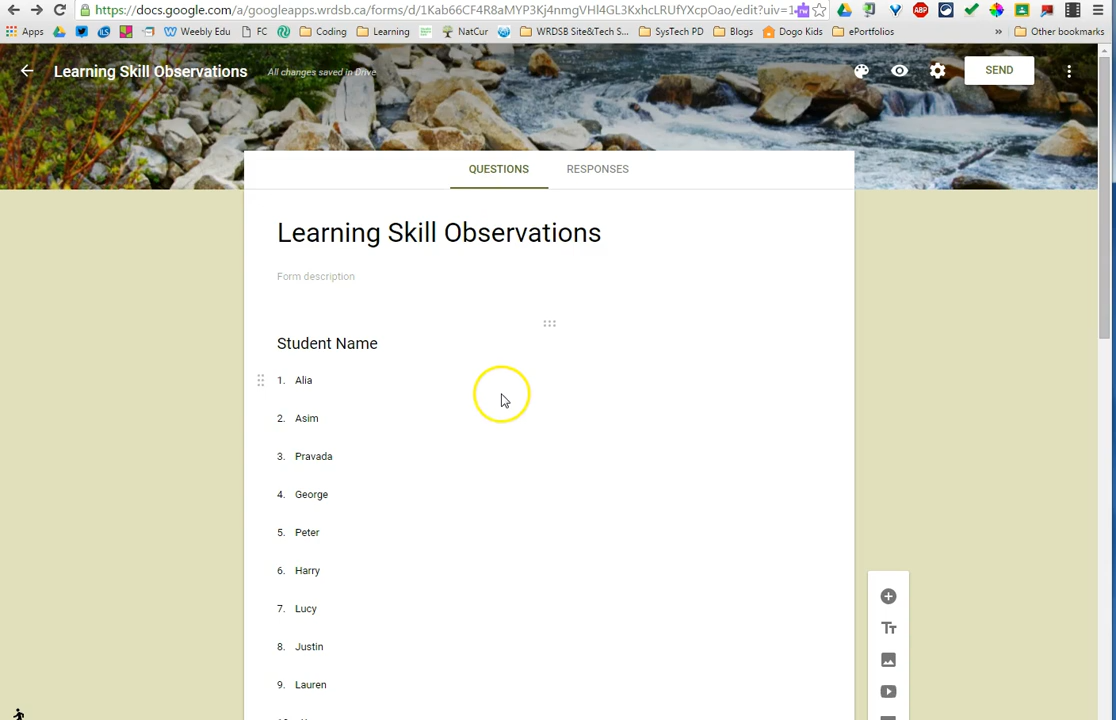 https://docs.google.com/a/googleapps.wrdsb.ca/forms/d/1Kab66CF4R8aMYP3Kj4nmgVHl4GL3KxhcLRUfYXcpOao/edit?uiv=1
Apps
Weebly Edu
FC
Coding
Learning
NatCur
WRDSB Site&Tech S...
SysTech PD
Blogs
Dogo Kids
ePortfolios
»
Other bookmarks
Learning Skill Observations
All changes saved in Drive
SEND
QUESTIONS
RESPONSES
Learning Skill Observations
Form description
Student Name
1. Alia
2. Asim
3. Pravada
4. George
5. Peter
6. Harry
7. Lucy
8. Justin
9. Lauren
Tт